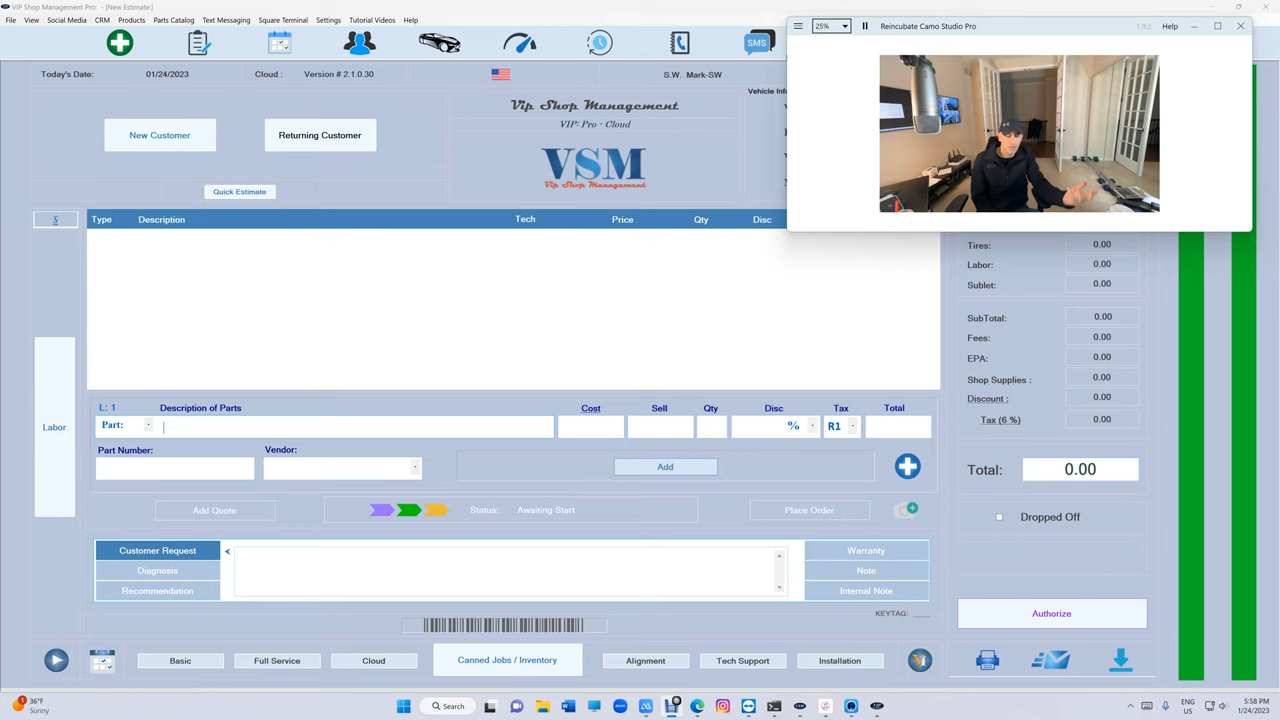 VIP Shop Management Pro: - [New Estimate:]
File View Social Media CRM Products Parts Catalog Text Messaging Square Terminal Settings Tutorial Videos Help
25% Reincubate Camo Studio Pro 1.9.2 Help
SMS
Today's Date: 01/24/2023 Cloud : Version # 2.1.0.30 S.W. Mark-SW
Vehicle Info
Vip Shop Management
VIP: Pro - Cloud
New Customer Returning Customer
VSM
Vip Shop Management
Quick Estimate
$ Type Description Tech Price Qty Disc
Tires: 0.00
Labor: 0.00
Sublet: 0.00
SubTotal: 0.00
Fees: 0.00
EPA: 0.00
Shop Supplies : 0.00
Discount : 0.00
Tax (6 %) 0.00
Labor
L: 1 Description of Parts Cost Sell Qty Disc Tax Total
Part: % R1
Part Number: Vendor:
Add
Total: 0.00
Add Quote Status: Awaiting Start Place Order
Dropped Off
Customer Request < Warranty
Diagnosis Note
Recommendation Internal Note
KEYTAG: ___
Authorize
Basic Full Service Cloud Canned Jobs / Inventory Alignment Tech Support Installation
1 36°F
Sunny
Search
ENG
US
5:58 PM
1/24/2023